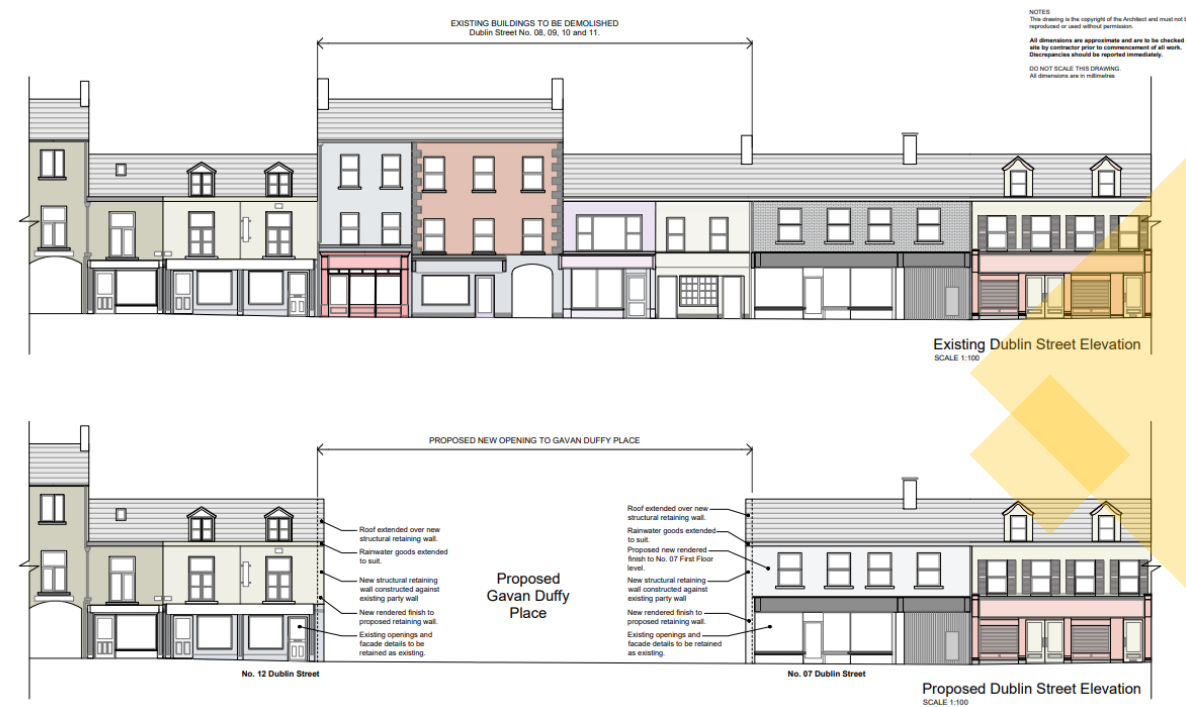 NOTES
This drawing is the copyright of the Architect and must not b
reproduced or used without permission.
All dimensions are approximate and are to be checked
site by contractor prior to commencement of all work.
Discrepancies should be reported immediately.
DO NOT SCALE THIS DRAWING.
All dimensions are in millimetres
EXISTING BUILDINGS TO BE DEMOLISHED
Dublin Street No. 08, 09, 10 and 11.
Existing Dublin Street Elevation
SCALE 1:100
PROPOSED NEW OPENING TO GAVAN DUFFY PLACE
Roof extended over new
structural retaining wall.
Rainwater goods extended
to suit.
New structural retaining
wall constructed against
existing party wall
New rendered finish to
proposed retaining wall.
Existing openings and
facade details to be
retained as existing.
Proposed
Gavan Duffy
Place
Roof extended over new
structural retaining wall.
Rainwater goods extended
to suit.
Proposed new rendered
finish to No. 07 First Floor
level.
New structural retaining
wall constructed against
existing party wall
New rendered finish to
proposed retaining wall.
Existing openings and
facade details to be retained
as existing.
No. 12 Dublin Street
No. 07 Dublin Street
Proposed Dublin Street Elevation
SCALE 1:100